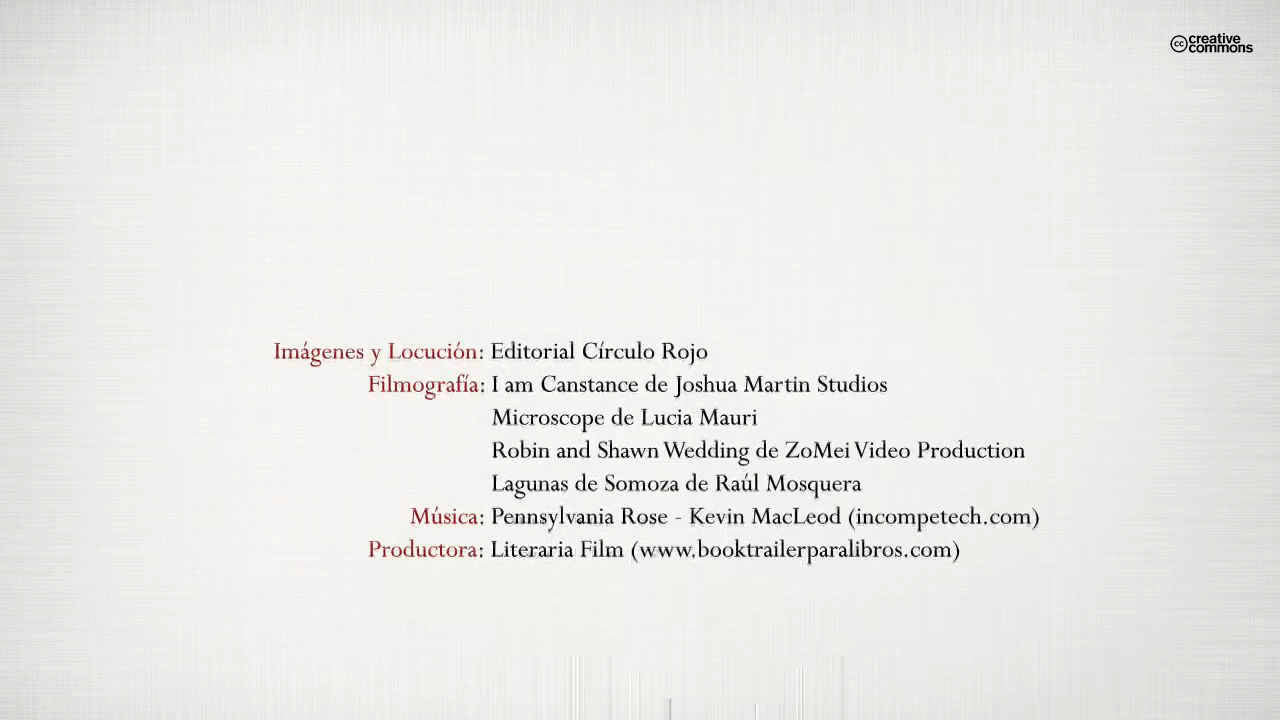 creative
commons
Imágenes y Locución: Editorial Círculo Rojo
Filmografía: I am Canstance de Joshua Martin Studios
Microscope de Lucia Mauri
Robin and Shawn Wedding de ZoMei Video Production
Lagunas de Somoza de Raúl Mosquera
Música: Pennsylvania Rose - Kevin MacLeod (incompetech.com)
Productora: Literaria Film (www.booktrailerparalibros.com)